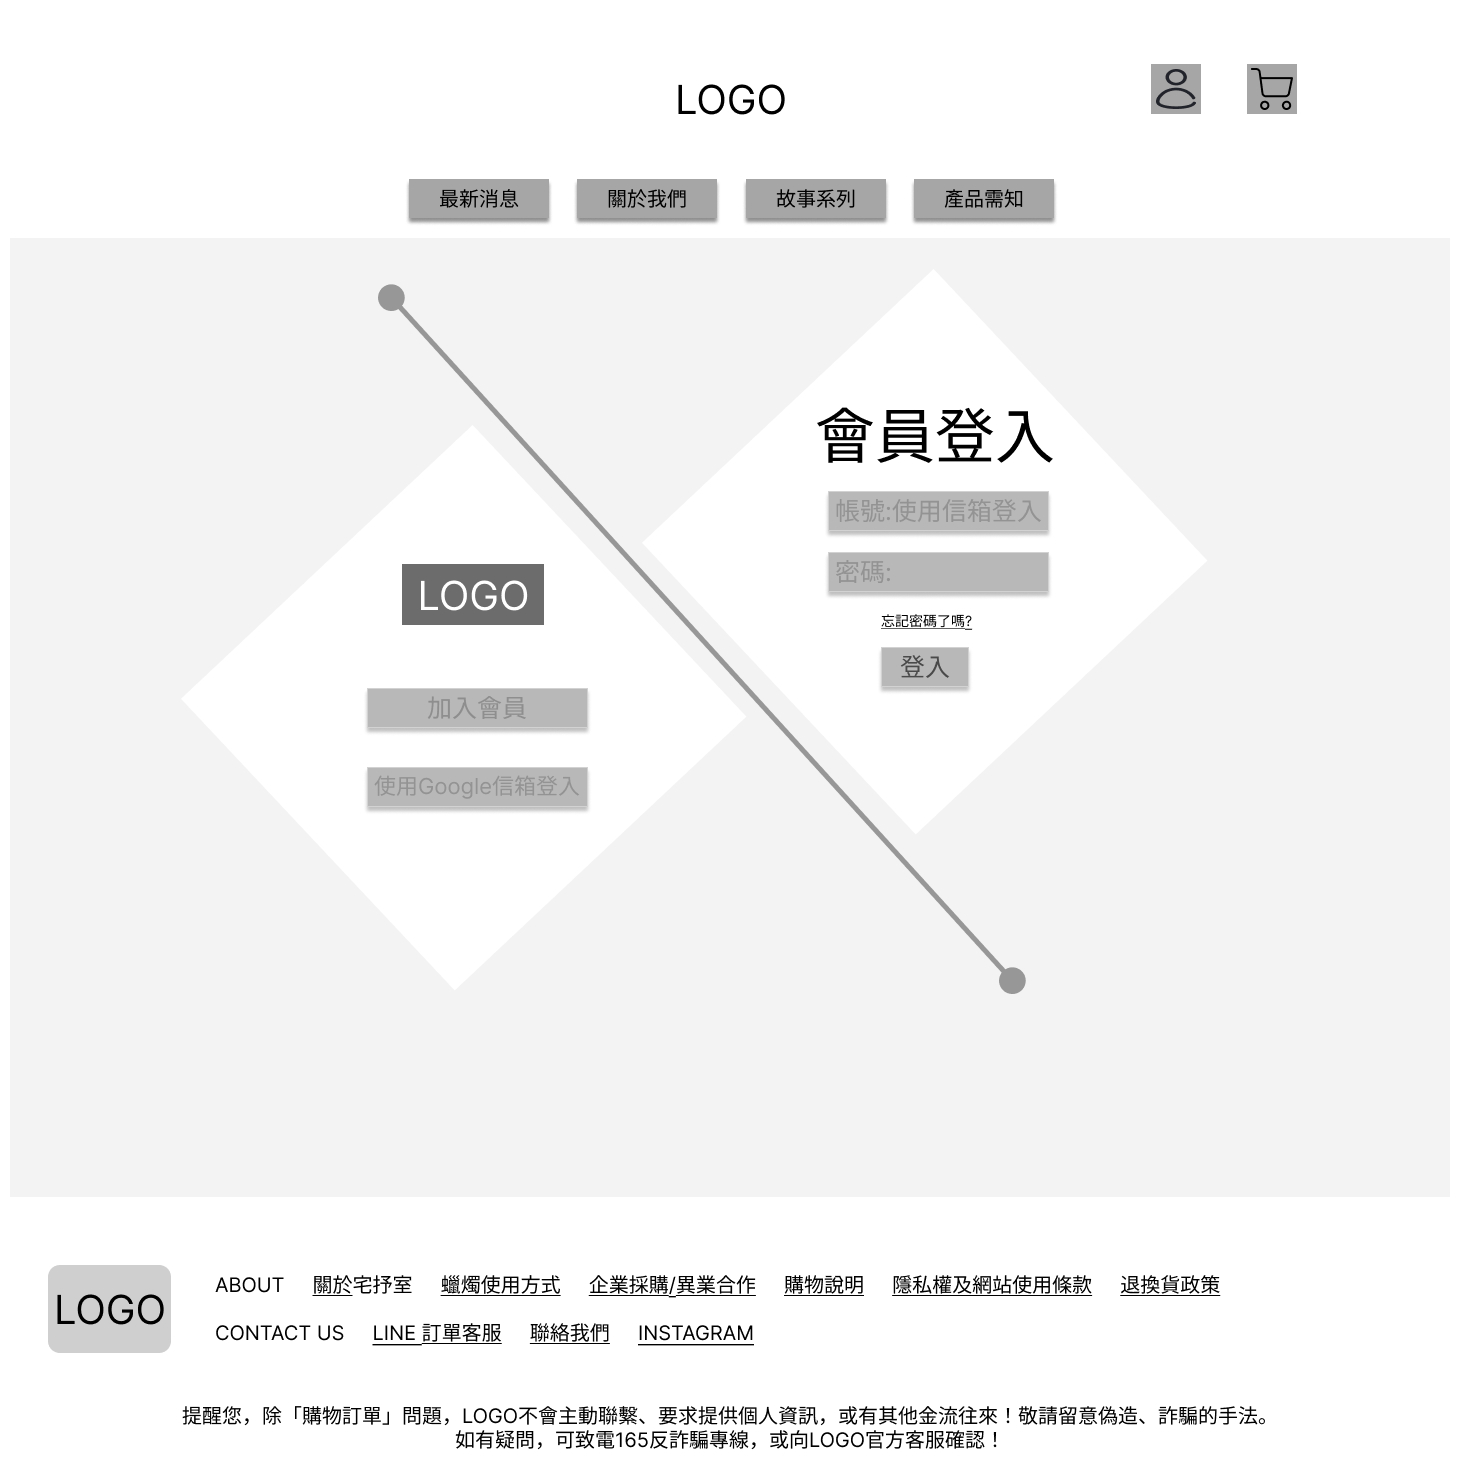 LOGO
最新消息 關於我們 故事系列 產品需知
會員登入
帳號:使用信箱登入
密碼:
忘記密碼了嗎?
登入
LOGO
加入會員
使用Google信箱登入
LOGO
ABOUT 關於宅抒室 蠟燭使用方式 企業採購/異業合作 購物說明 隱私權及網站使用條款 退換貨政策
CONTACT US LINE 訂單客服 聯絡我們 INSTAGRAM
提醒您，除「購物訂單」問題，LOGO不會主動聯繫、要求提供個人資訊，或有其他金流往來！敬請留意偽造、詐騙的手法。
如有疑問，可致電165反詐騙專線，或向LOGO官方客服確認！